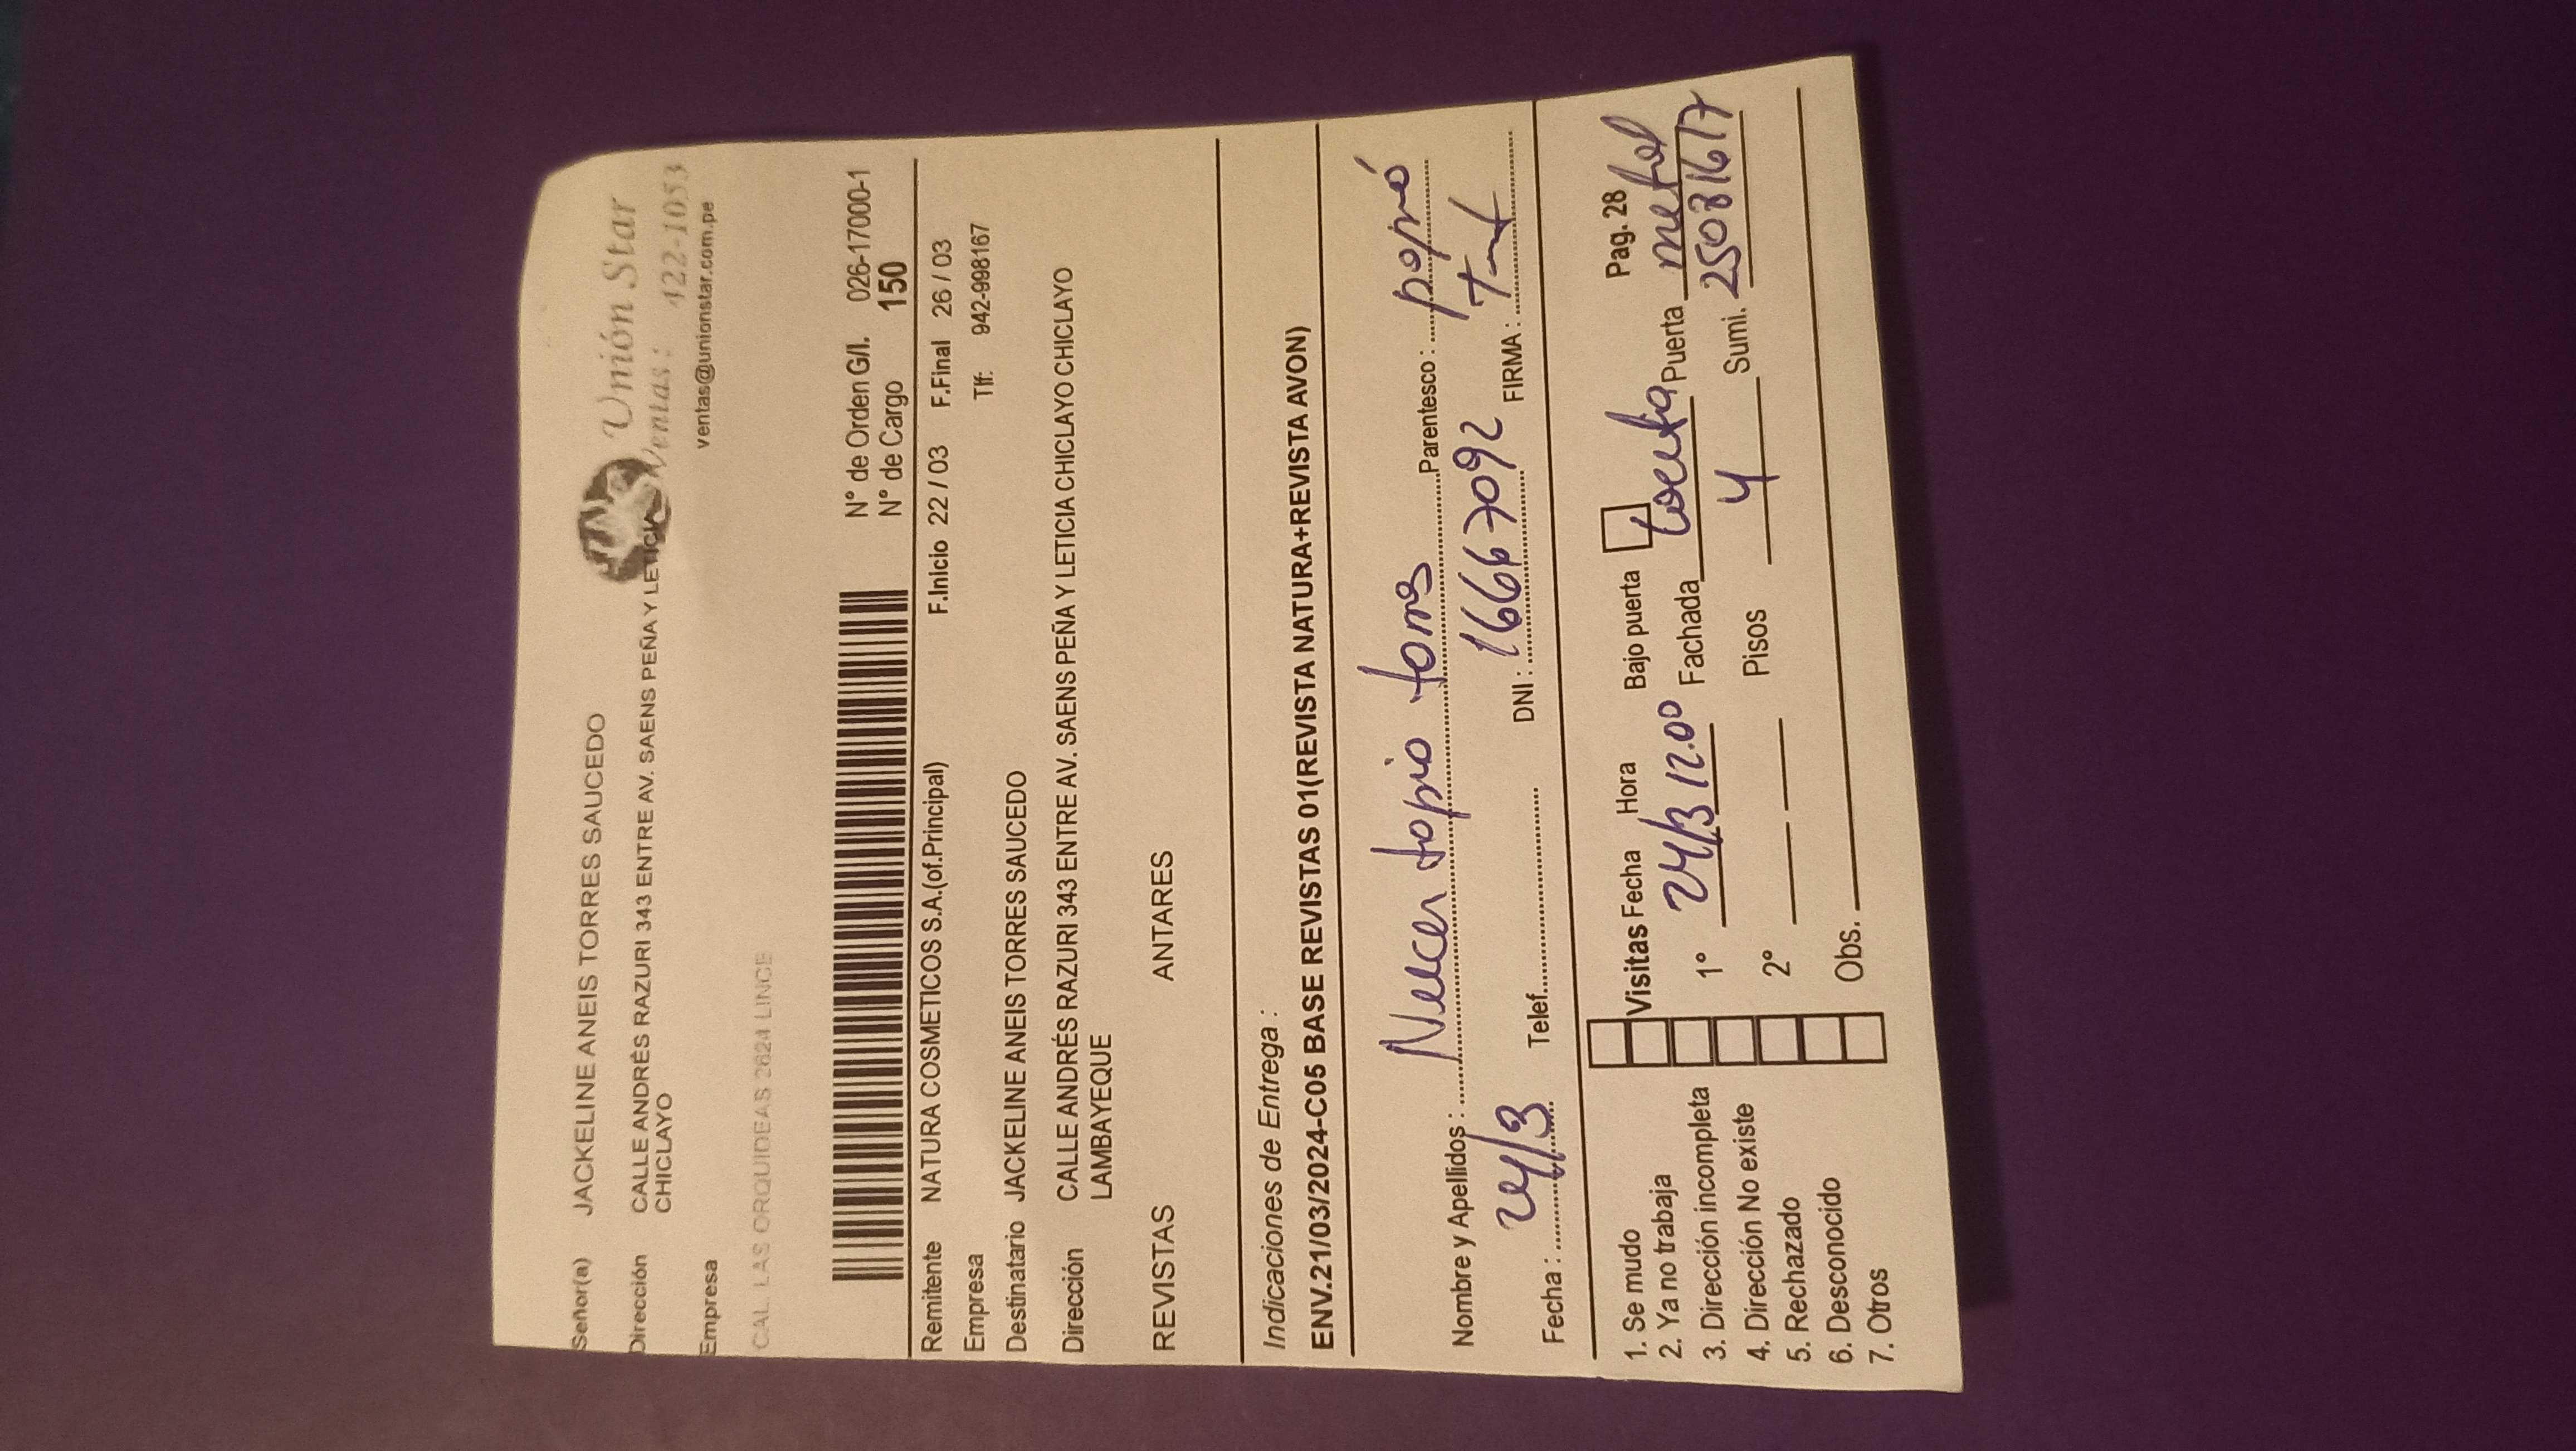 Señor(a) JACKELINE ANEIS TORRES SAUCEDO
Unión Star
Dirección CALLE ANDRÉS RAZURI 343 ENTRE AV. SAENS PEÑA Y LETICIA
CHICLAYO
Ventas: 422-1053
Empresa
ventas@unionstar.com.pe
CAL. LAS ORQUIDEAS 2624 LINCE
N° de Orden G/I. 026-17000-1
N° de Cargo 150
Remitente NATURA COSMETICOS S.A.(of.Principal) F.Inicio 22 / 03 F.Final 26 / 03
Empresa Tlf: 942-998167
Destinatario JACKELINE ANEIS TORRES SAUCEDO
Dirección CALLE ANDRÉS RAZURI 343 ENTRE AV. SAENS PEÑA Y LETICIA CHICLAYO CHICLAYO
LAMBAYEQUE
REVISTAS ANTARES
Indicaciones de Entrega :
ENV.21/03/2024-C05 BASE REVISTAS 01(REVISTA NATURA+REVISTA AVON)
Nombre y Apellidos : tapia Parentesco : papá
Fecha : 24/3 Telef. DNI : 16667092 FIRMA :
1. Se mudo
2. Ya no trabaja
3. Dirección incompleta
4. Dirección No existe
5. Rechazado
6. Desconocido
7. Otros
Visitas Fecha Hora Bajo puerta Pag. 28
1° 24/3 12.00 Fachada Puerta metal
2° Pisos 4 Sumi. 25081617
Obs.